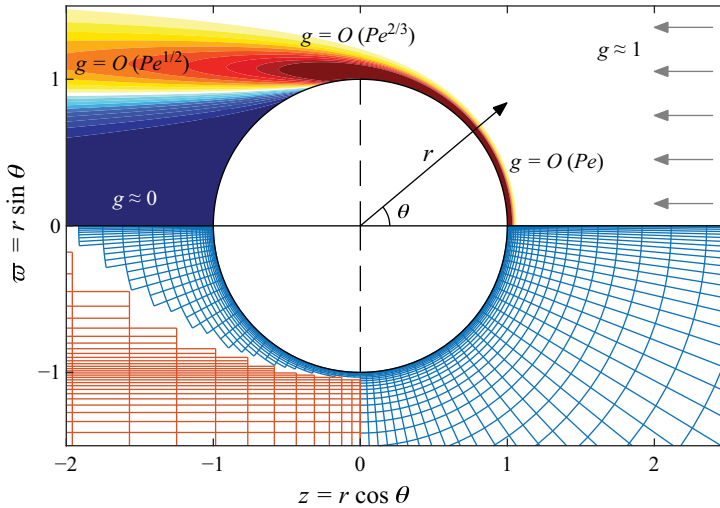 g = O (Pe^{2/3})
g = O (Pe^{1/2})
g ≈ 1
1
r
g = O (Pe)
g ≈ 0
θ
0
ϖ = r sin θ
−1
−2 −1 0 1 2
z = r cos θ